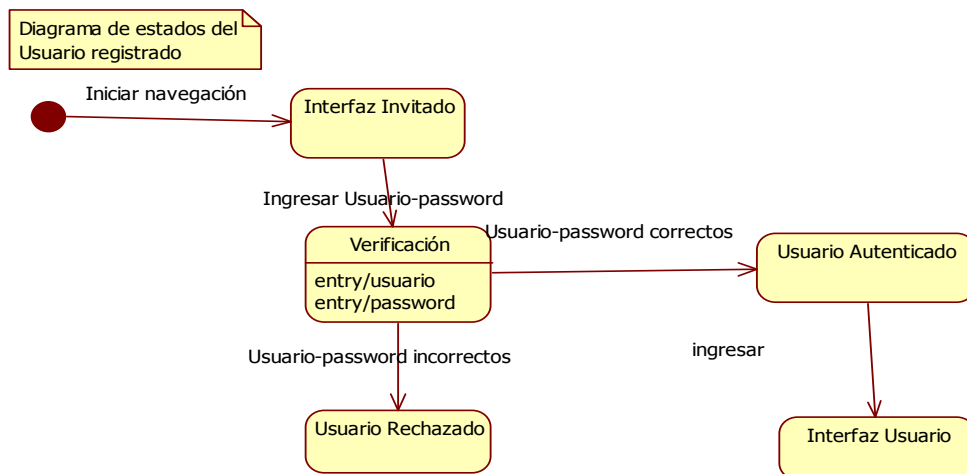 Diagrama de estados del
Usuario registrado
Iniciar navegación
Interfaz Invitado
Ingresar Usuario-password
Verificación
entry/usuario
entry/password
Usuario-password correctos
Usuario Autenticado
Usuario-password incorrectos
ingresar
Usuario Rechazado
Interfaz Usuario